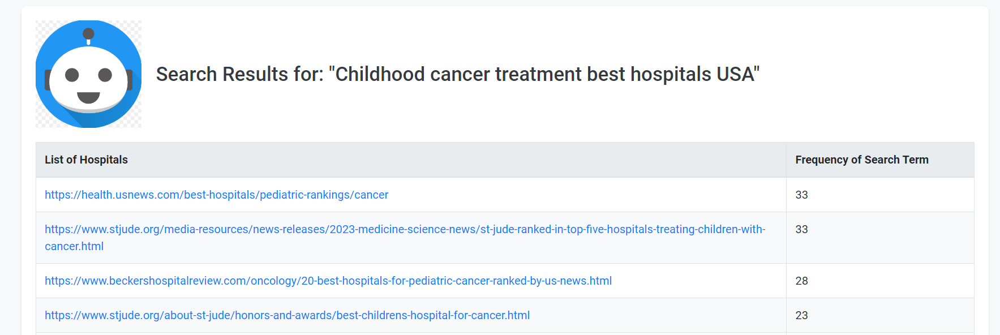 Search Results for: "Childhood cancer treatment best hospitals USA"
List of Hospitals
Frequency of Search Term
https://health.usnews.com/best-hospitals/pediatric-rankings/cancer
33
https://www.stjude.org/media-resources/news-releases/2023-medicine-science-news/st-jude-ranked-in-top-five-hospitals-treating-children-with-
cancer.html
33
https://www.beckershospitalreview.com/oncology/20-best-hospitals-for-pediatric-cancer-ranked-by-us-news.html
28
https://www.stjude.org/about-st-jude/honors-and-awards/best-childrens-hospital-for-cancer.html
23